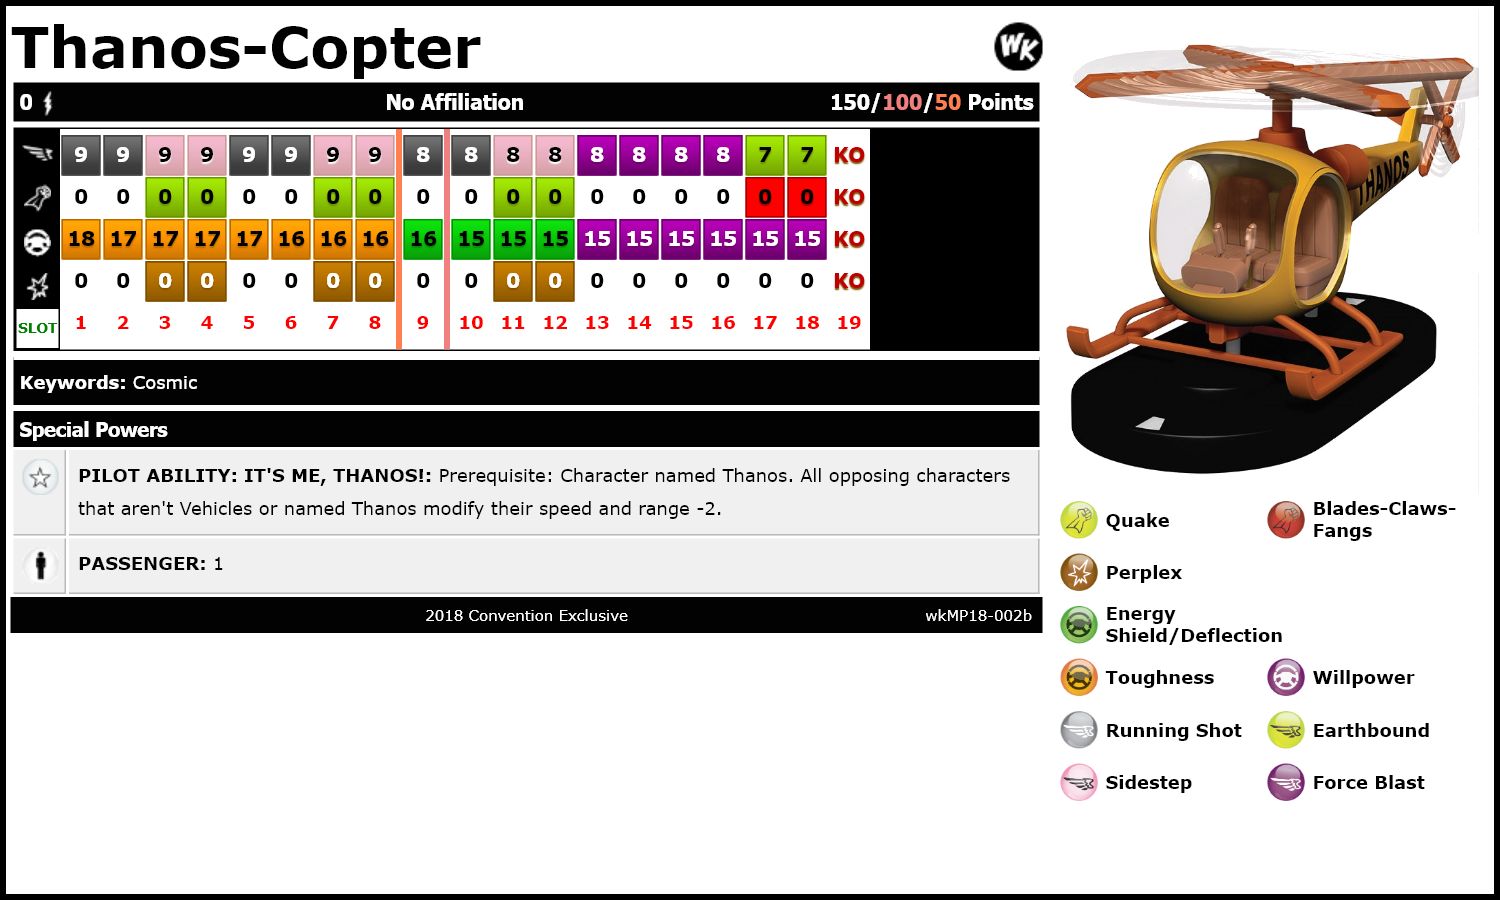 Thanos-Copter
WK
0 No Affiliation 150/100/50 Points
9 9 9 9 9 9 9 9 8 8 8 8 8 8 8 8 7 7 KO
0 0 0 0 0 0 0 0 0 0 0 0 0 0 0 0 0 0 KO
18 17 17 17 17 16 16 16 16 15 15 15 15 15 15 15 15 15 KO
0 0 0 0 0 0 0 0 0 0 0 0 0 0 0 0 0 0 KO
SLOT 1 2 3 4 5 6 7 8 9 10 11 12 13 14 15 16 17 18 19
Keywords: Cosmic
Special Powers
PILOT ABILITY: IT'S ME, THANOS!: Prerequisite: Character named Thanos. All opposing characters
that aren't Vehicles or named Thanos modify their speed and range -2.
PASSENGER: 1
2018 Convention Exclusive wkMP18-002b
THANOS
Quake Blades-Claws-
Fangs
Perplex
Energy
Shield/Deflection
Toughness Willpower
Running Shot Earthbound
Sidestep Force Blast